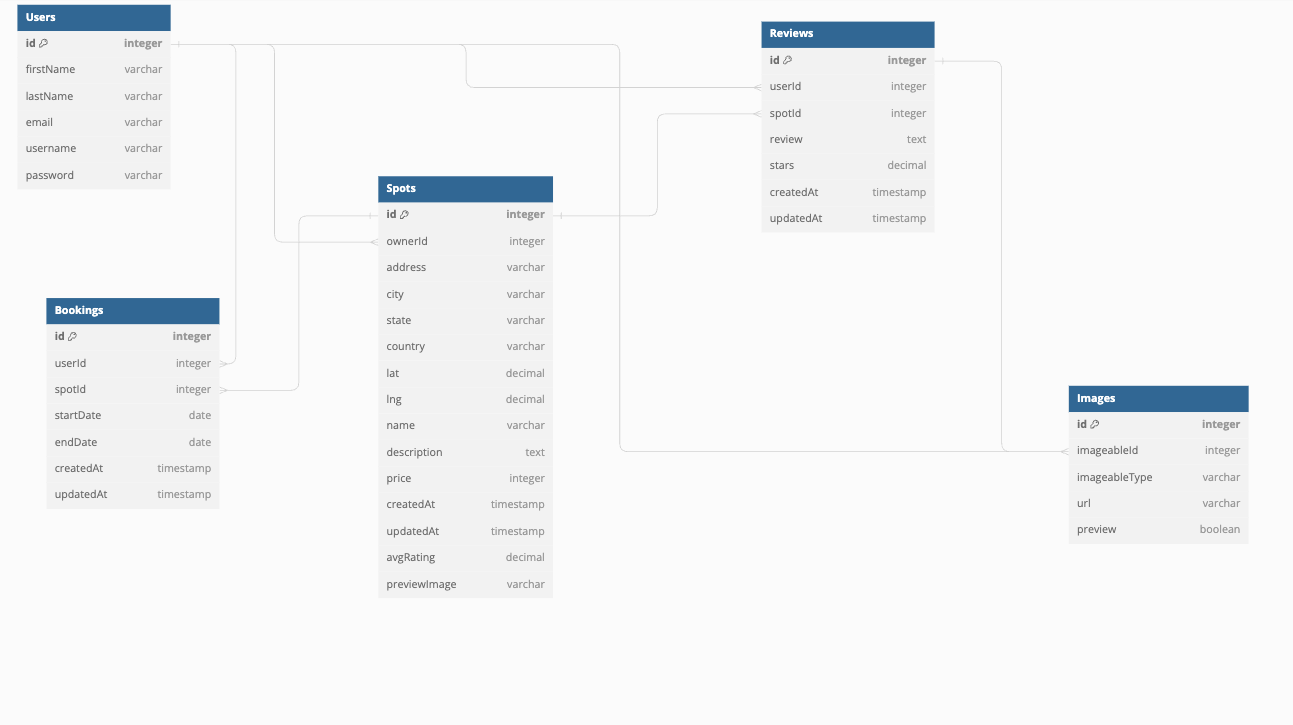 Users
id integer
firstName varchar
lastName varchar
email varchar
username varchar
password varchar
Bookings
id integer
userId integer
spotId integer
startDate date
endDate date
createdAt timestamp
updatedAt timestamp
Spots
id integer
ownerId integer
address varchar
city varchar
state varchar
country varchar
lat decimal
lng decimal
name varchar
description text
price integer
createdAt timestamp
updatedAt timestamp
avgRating decimal
previewImage varchar
Reviews
id integer
userId integer
spotId integer
review text
stars decimal
createdAt timestamp
updatedAt timestamp
Images
id integer
imageableId integer
imageableType varchar
url varchar
preview boolean